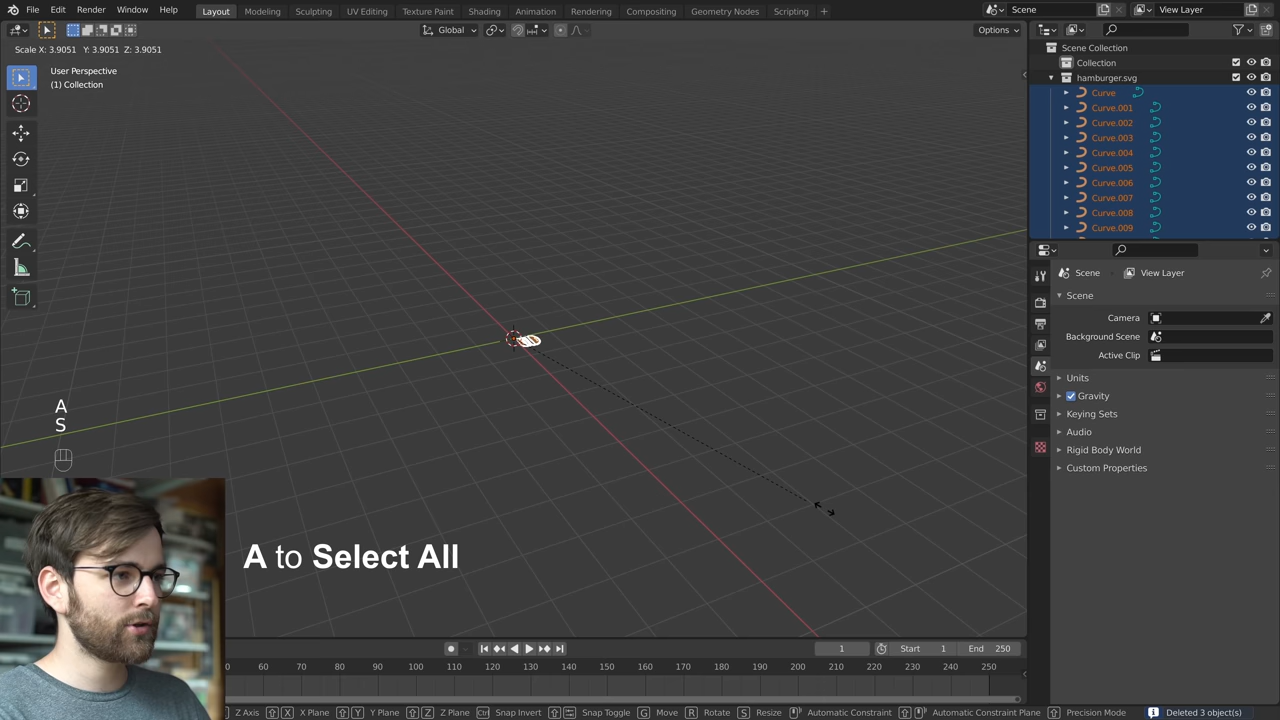 File Edit Render Window Help Layout Modeling Sculpting UV Editing Texture Paint Shading Animation Rendering Compositing Geometry Nodes Scripting + Scene View Layer
Global Options
Scale X: 3.9051 Y: 3.9051 Z: 3.9051
User Perspective
(1) Collection
Scene Collection
Collection
hamburger.svg
Curve
Curve.001
Curve.002
Curve.003
Curve.004
Curve.005
Curve.006
Curve.007
Curve.008
Curve.009
Scene View Layer
Scene
Camera
Background Scene
Active Clip
Units
Gravity
Keying Sets
Audio
Rigid Body World
Custom Properties
A
S
A to Select All
1 Start 1 End 250
60 70 80 90 100 110 120 130 140 150 160 170 180 190 200 210 220 230 240 250
Z Axis X X Plane Y Y Plane Z Z Plane Ctrl Snap Invert Snap Toggle G Move R Rotate S Resize Automatic Constraint Automatic Constraint Plane Precision Mode Deleted 3 object(s)